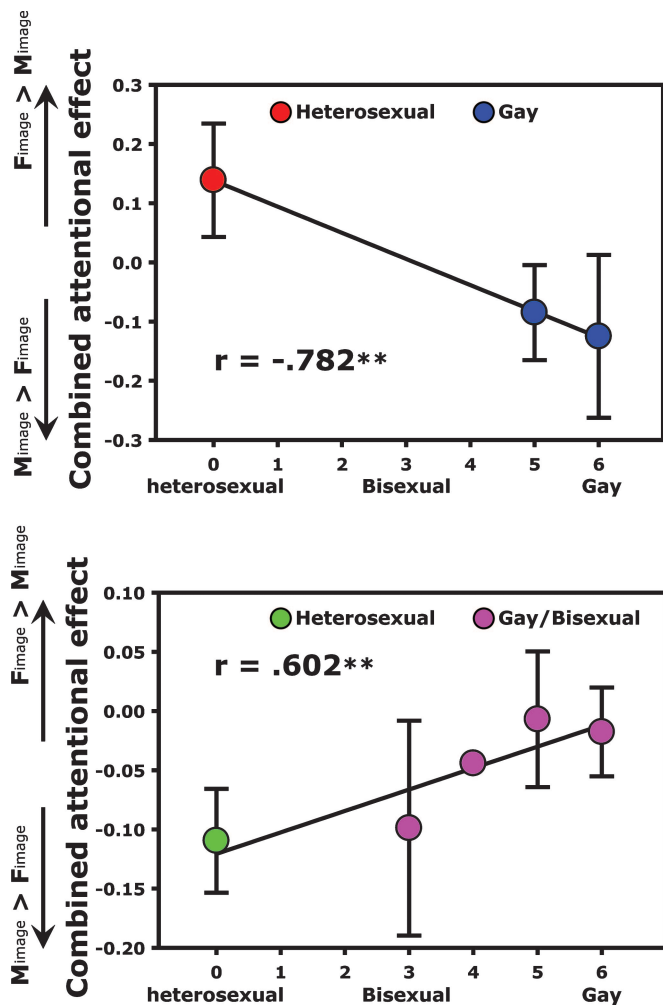 Fimage > Mimage
Mimage > Fimage
Combined attentional effect
Heterosexual Gay
0.3
0.2
0.1
0.0
-0.1
-0.2
-0.3
r = -.782**
0 1 2 3 4 5 6
heterosexual Bisexual Gay
Fimage > Mimage
Mimage > Fimage
Combined attentional effect
Heterosexual Gay/Bisexual
r = .602**
0.10
0.05
0.00
-0.05
-0.10
-0.15
-0.20
0 1 2 3 4 5 6
heterosexual Bisexual Gay